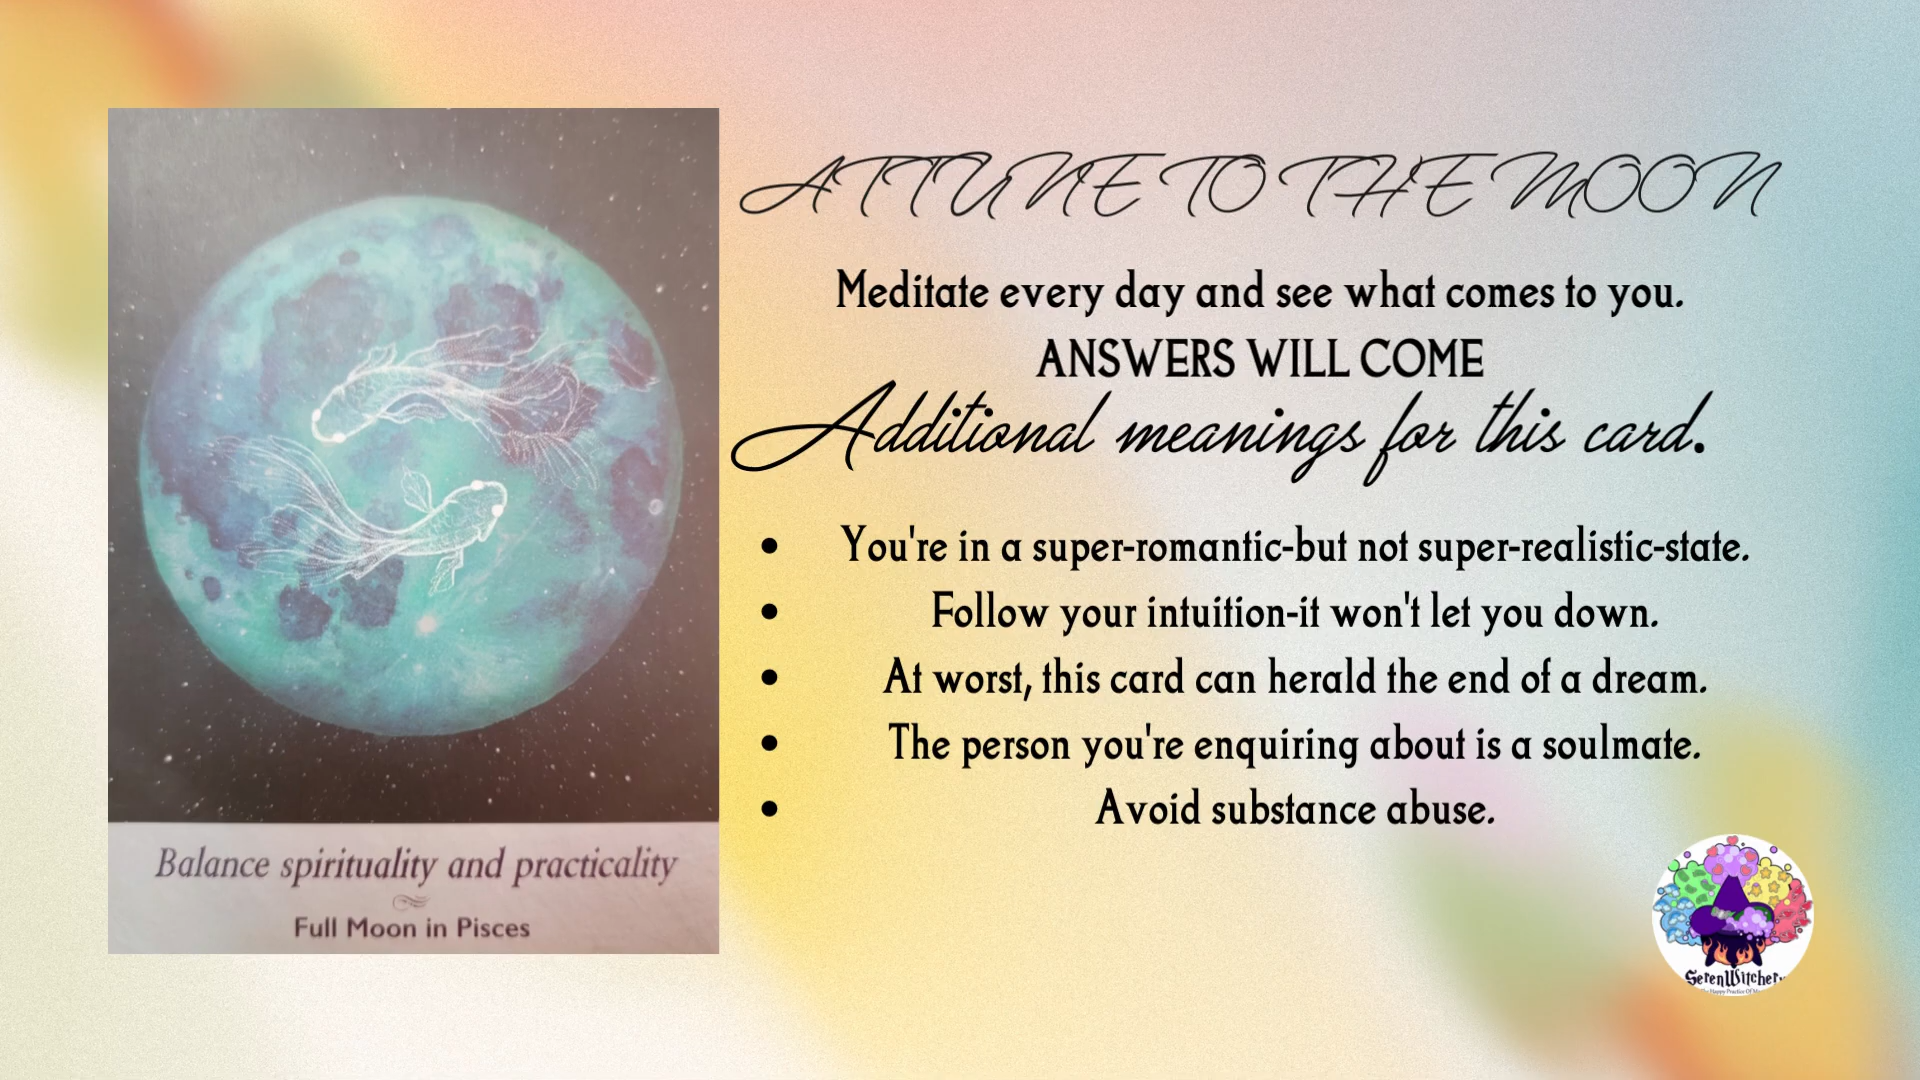 ATTUNE TO THE MOON
Meditate every day and see what comes to you.
ANSWERS WILL COME
Additional meanings for this card.
• You're in a super-romantic-but not super-realistic-state.
• Follow your intuition-it won't let you down.
• At worst, this card can herald the end of a dream.
• The person you're enquiring about is a soulmate.
• Avoid substance abuse.
Balance spirituality and practicality
Full Moon in Pisces
SerenWitchery
Happy Practice Of